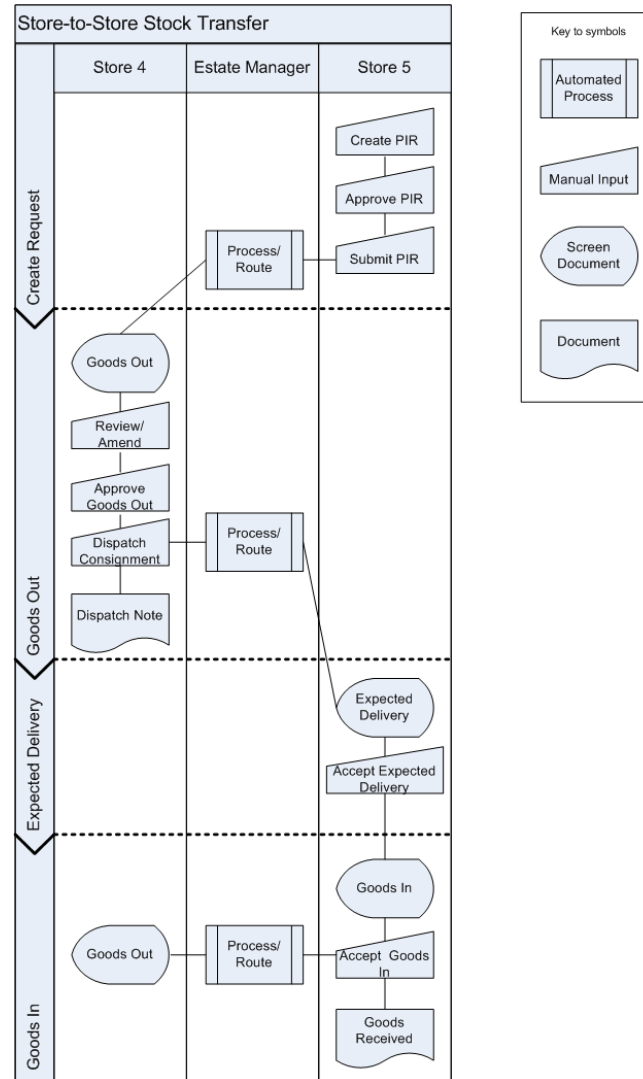 Store-to-Store Stock Transfer
Store 4
Estate Manager
Store 5
Create Request
Create PIR
Approve PIR
Process/
Route
Submit PIR
Goods Out
Goods Out
Review/
Amend
Approve
Goods Out
Dispatch
Consignment
Process/
Route
Dispatch Note
Expected Delivery
Expected
Delivery
Accept Expected
Delivery
Goods In
Goods In
Goods Out
Process/
Route
Accept Goods
In
Goods
Received
Key to symbols
Automated
Process
Manual Input
Screen
Document
Document